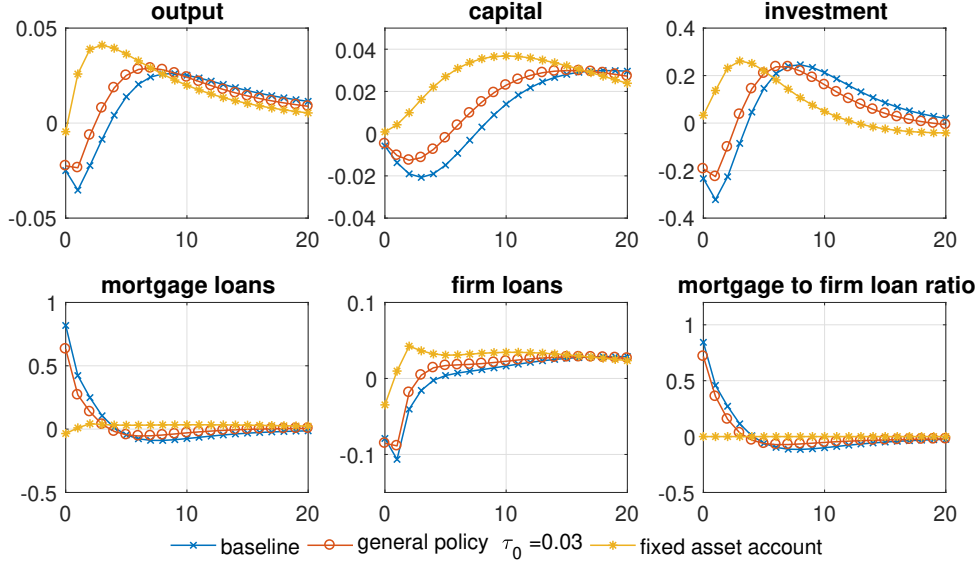 output
capital
investment
0.05
0
-0.05
0 10 20
0.04
0.02
0
-0.02
-0.04
0 10 20
0.4
0.2
0
-0.2
-0.4
0 10 20
mortgage loans
firm loans
mortgage to firm loan ratio
1
0.5
0
-0.5
0 10 20
0.1
0
-0.1
0 10 20
1
0.5
0
-0.5
0 10 20
baseline general policy τ₀ =0.03 fixed asset account